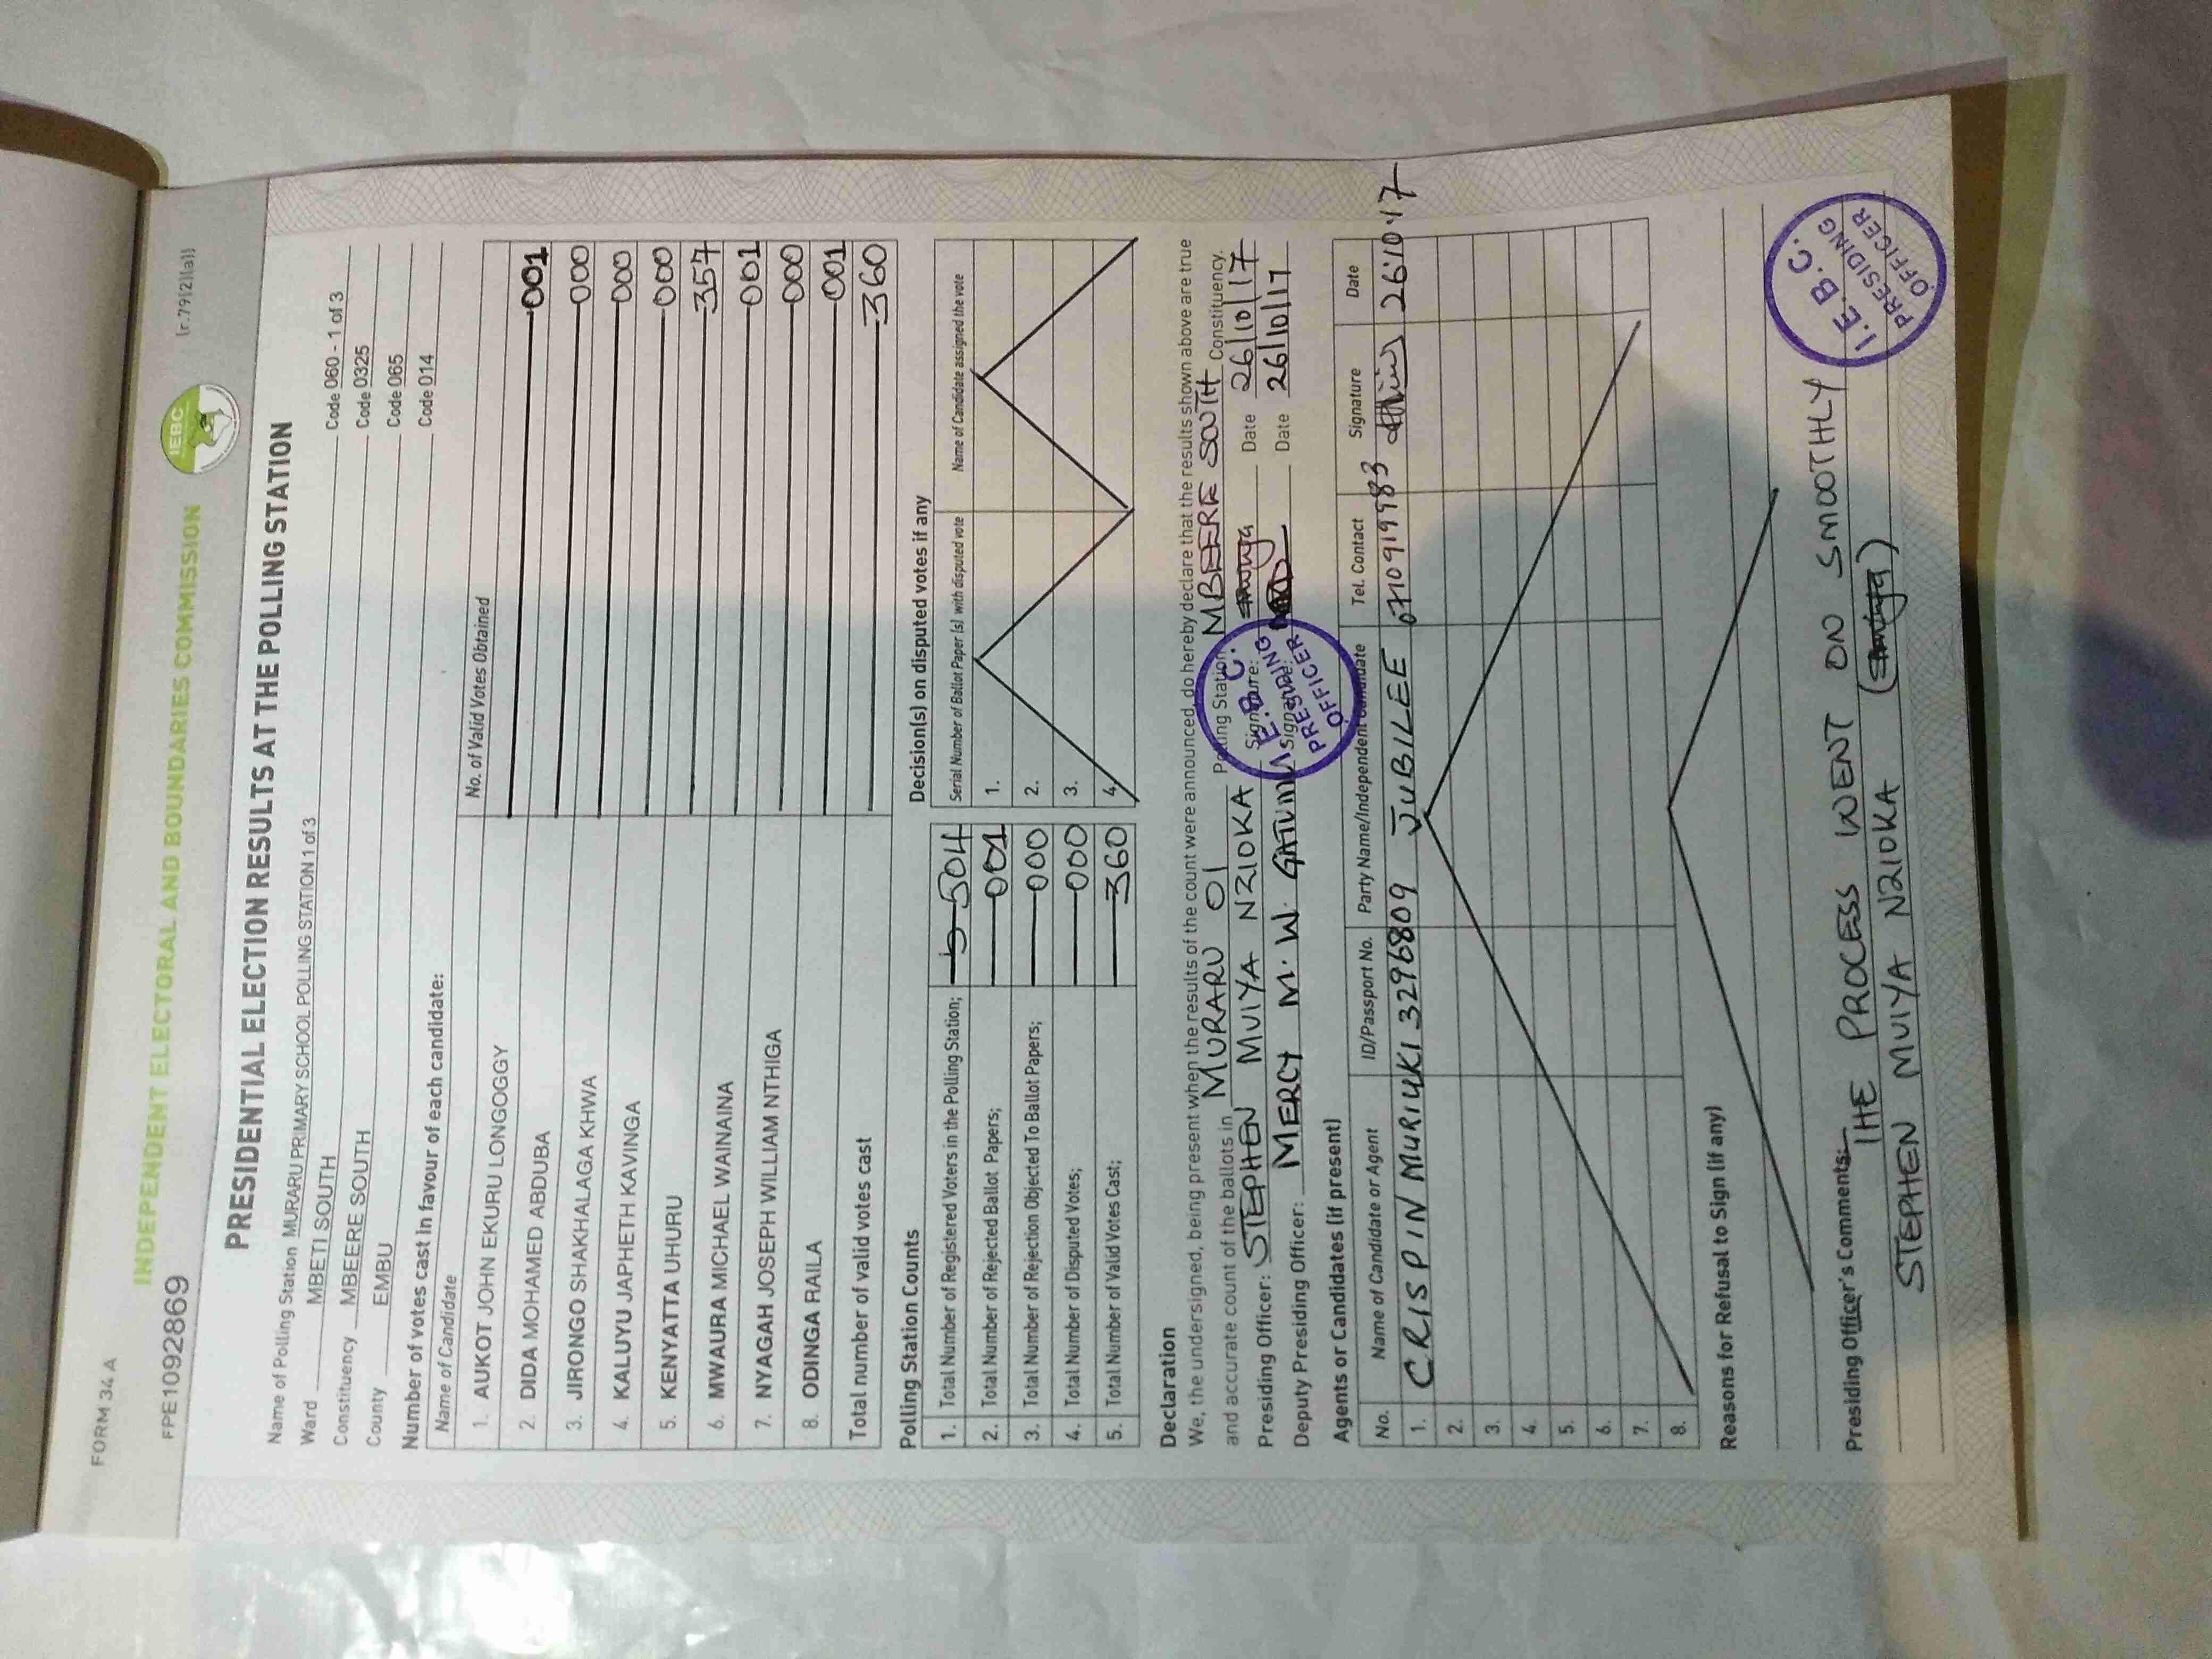 FORM 34 A
FPE10928869
INDEPENDENT ELECTORAL AND BOUNDARIES COMMISSION
IEBC
(r.79(2)(a))
PRESIDENTIAL ELECTION RESULTS AT THE POLLING STATION
Name of Polling Station MURARU PRIMARY SCHOOL POLLING STATION 1 of 3 Code 060 - 1 of 3
Ward MBETI SOUTH Code 0325
Constituency MBEERE SOUTH Code 065
County EMBU Code 014
Number of votes cast in favour of each candidate:
Name of Candidate No. of Valid Votes Obtained
1. AUKOT JOHN EKURU LONGOGGY 001
2. DIDA MOHAMED ABDUBA 000
3. JIRONGO SHAKHALAGA KHWA 000
4. KALUYU JAPHETH KAVINGA 000
5. KENYATTA UHURU 357
6. MWAURA MICHAEL WAINAINA 001
7. NYAGAH JOSEPH WILLIAM NTHIGA 000
8. ODINGA RAILA 001
Total number of valid votes cast 360
Polling Station Counts
1. Total Number of Registered Voters in the Polling Station; 504
2. Total Number of Rejected Ballot Papers; 001
3. Total Number of Rejection Objected To Ballot Papers; 000
4. Total Number of Disputed Votes; 000
5. Total Number of Valid Votes Cast; 360
Decision(s) on disputed votes if any
Serial Number of Ballot Paper (s) with disputed vote Name of Candidate assigned the vote
1.
2.
3.
4.
Declaration
We, the undersigned, being present when the results of the count were announced, do hereby declare that the results shown above are true
and accurate count of the ballots in MURARU 01 Polling Station MBEERE SOUTH Constituency.
Presiding Officer: STEPHEN MUIYA NZIOKA Signature: Date 26/10/17
Deputy Presiding Officer: MERCY M. W. Signature: Date 26/10/17
I.E.B.C.
PRESIDING
OFFICER
Agents or Candidates (if present)
No. Name of Candidate or Agent ID/Passport No. Party Name/Independent Candidate Tel. Contact Signature Date
1. CRISPIN MURIUKI 3296809 JUBILEE 0710919983 26.10.17
2.
3.
4.
5.
6.
7.
8.
Reasons for Refusal to Sign (if any)
Presiding Officer's Comments:
THE PROCESS WENT ON SMOOTHLY
STEPHEN MUIYA NZIOKA
I.E.B.C.
PRESIDING
OFFICER